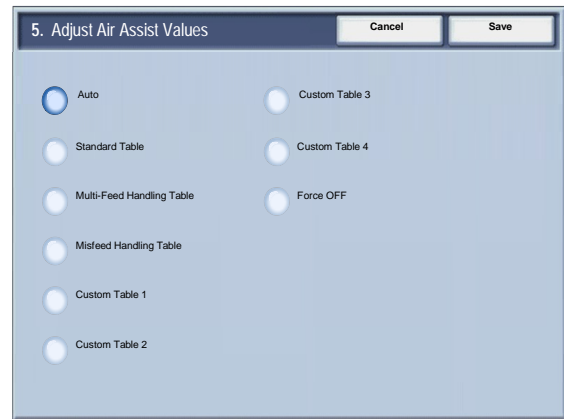 5. Adjust Air Assist Values
Cancel
Save
Auto
Standard Table
Multi-Feed Handling Table
Misfeed Handling Table
Custom Table 1
Custom Table 2
Custom Table 3
Custom Table 4
Force OFF